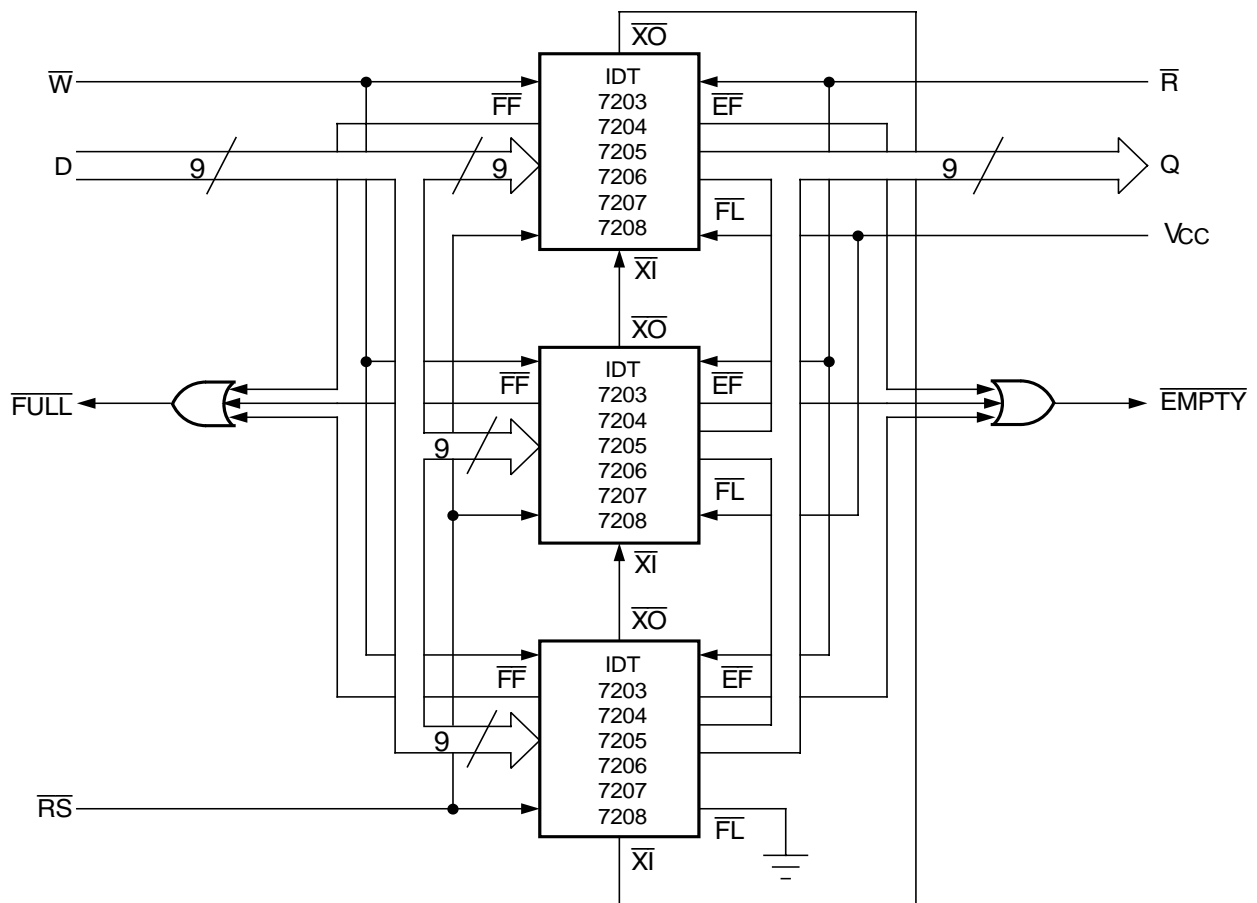 XO
W
IDT
7203
7204
7205
7206
7207
7208
R
FF
EF
D
9
9
9
Q
FL
VCC
XI
XO
IDT
7203
7204
7205
7206
7207
7208
FF
EF
FULL
EMPTY
9
FL
XI
XO
IDT
7203
7204
7205
7206
7207
7208
FF
EF
9
RS
FL
XI